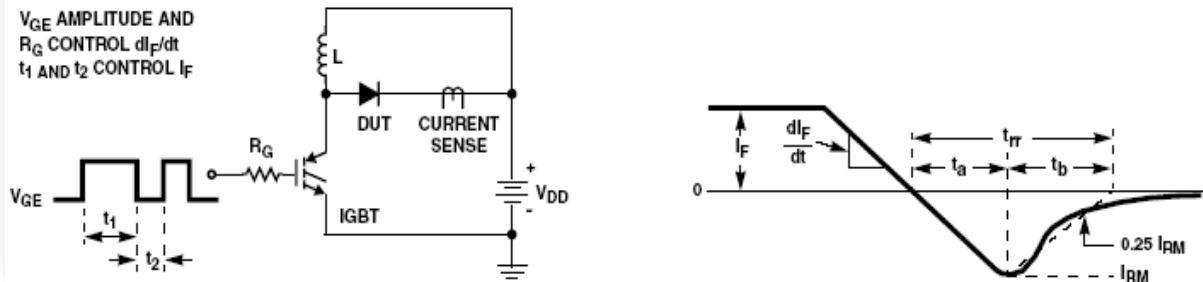 VGE AMPLITUDE AND
RG CONTROL dIF/dt
t1 AND t2 CONTROL IF
L
DUT
CURRENT
SENSE
RG
VGE
IGBT
+
VDD
-
t1
t2
IF
dIF
dt
trr
ta
tb
0
0.25 IRM
IRM